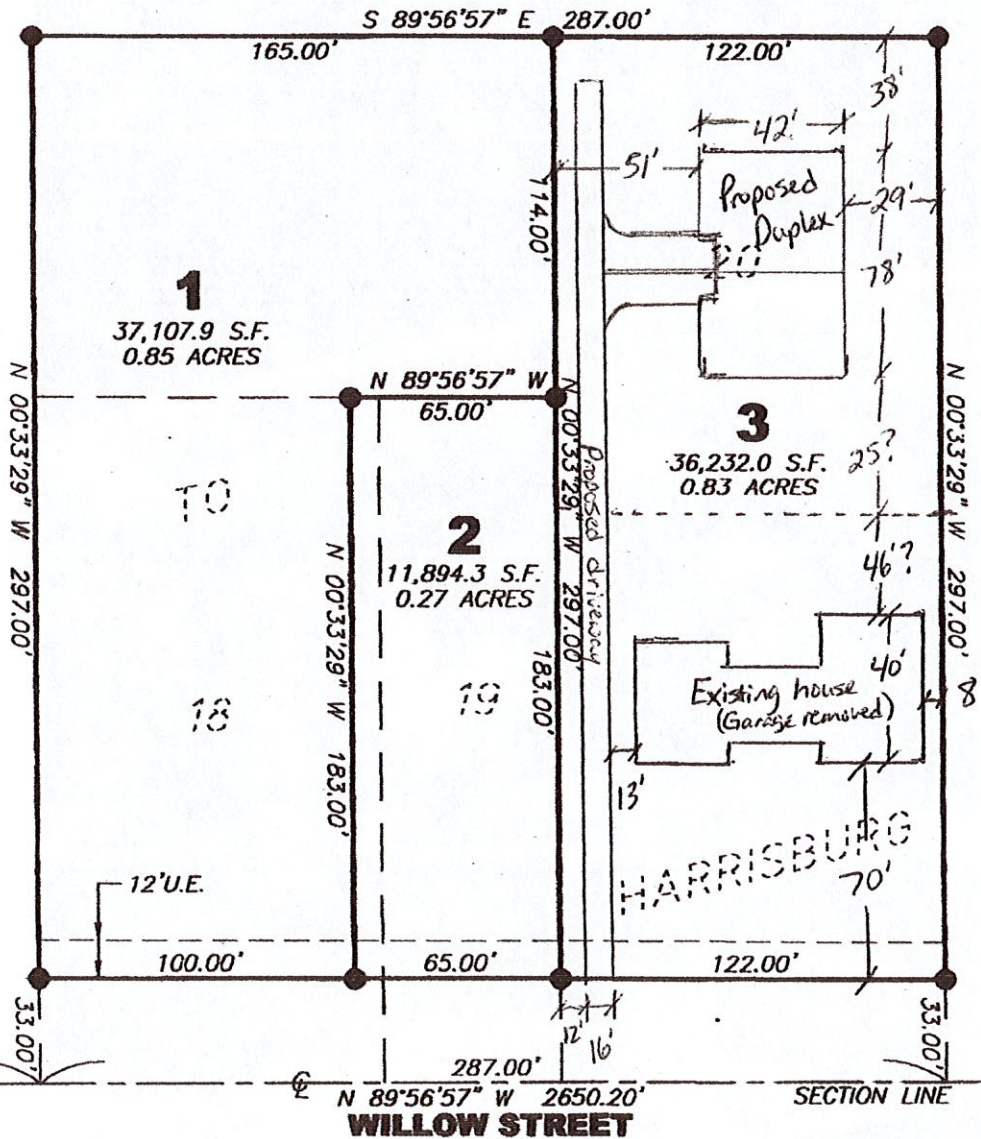 S 89°56'57" E 287.00'
165.00'
122.00'
38'
42'
51'
Proposed
Duplex
29'
114.00'
PO
78'
1
37,107.9 S.F.
0.85 ACRES
N 89°56'57" W
65.00'
N 00°33'29" W 297.00'
N 00°33'29" W 297.00'
N 00°33'29" W 297.00'
3
36,232.0 S.F.
0.83 ACRES
25?
Proposed driveway
TO
2
11,894.3 S.F.
0.27 ACRES
N 00°33'29" W 183.00'
46'?
40'
Existing house
(Garage removed)
8
18
19
183.00'
13'
HARRISBURG
70'
12'U.E.
100.00'
65.00'
122.00'
33.00'
33.00'
12'
16'
287.00'
℄ N 89°56'57" W 2650.20'
SECTION LINE
WILLOW STREET